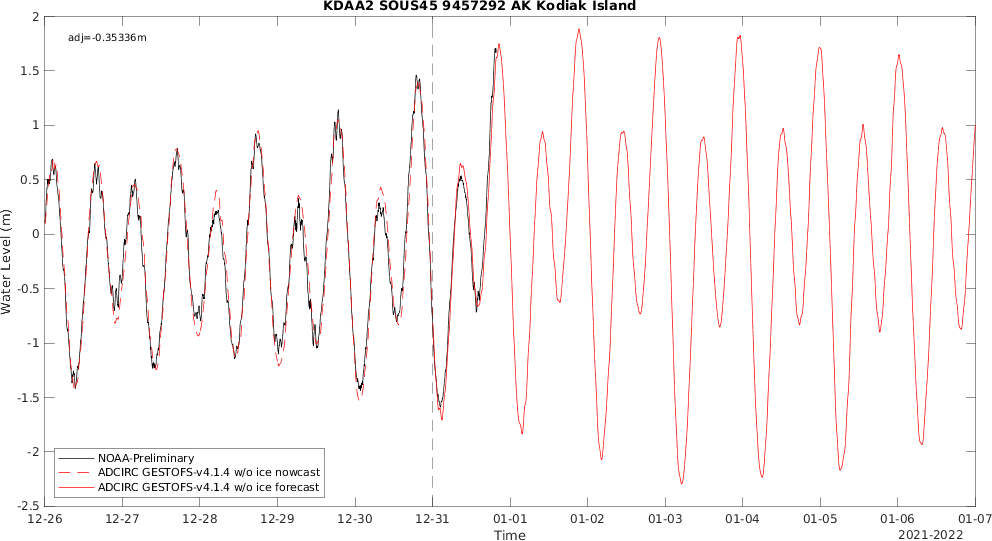 KDAA2 SOUS45 9457292 AK Kodiak Island
adj=-0.35336m
2
1.5
1
0.5
0
-0.5
-1
-1.5
-2
-2.5
Water Level (m)
NOAA-Preliminary
ADCIRC GESTOFS-v4.1.4 w/o ice nowcast
ADCIRC GESTOFS-v4.1.4 w/o ice forecast
12-26 12-27 12-28 12-29 12-30 12-31 01-01 01-02 01-03 01-04 01-05 01-06 01-07
Time
2021-2022